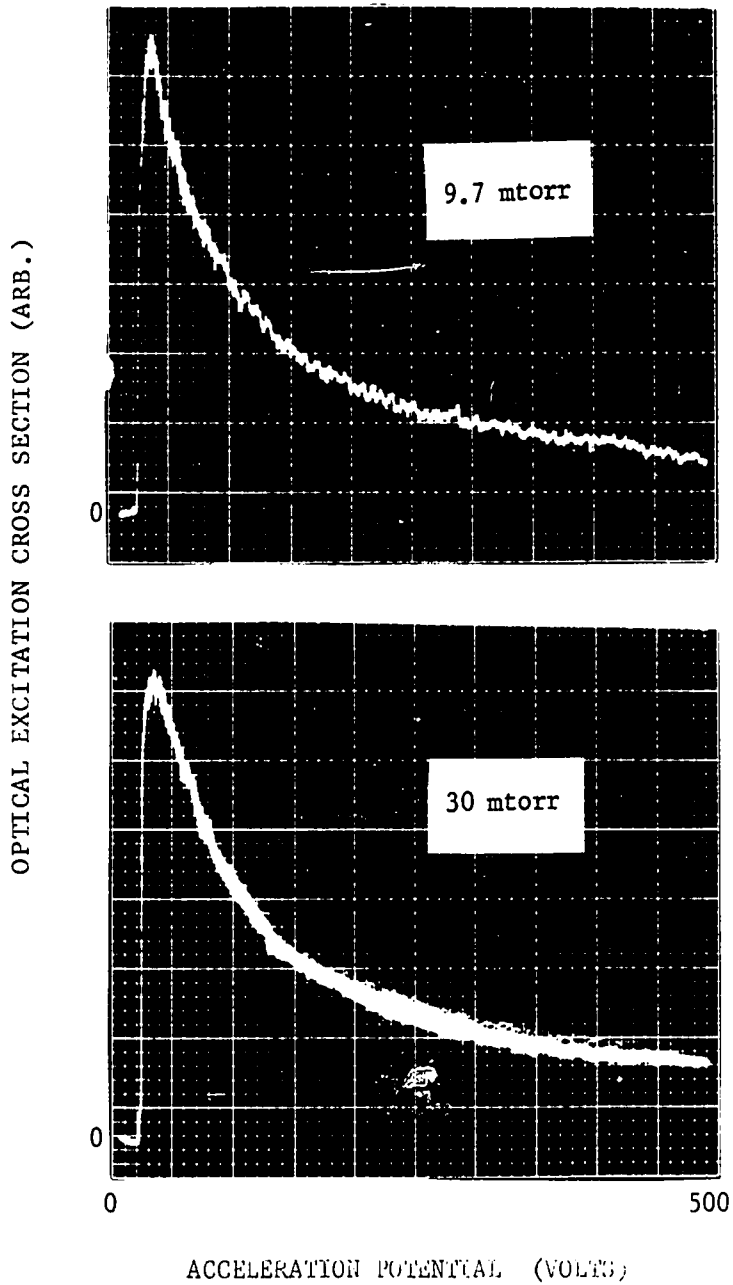 OPTICAL EXCITATION CROSS SECTION (ARB.)
9.7 mtorr
0
30 mtorr
0
0 500
ACCELERATION POTENTIAL (VOLTS)